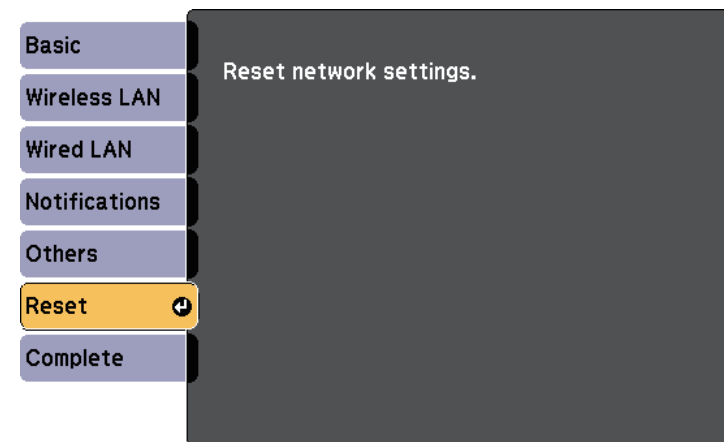 Basic
Wireless LAN
Wired LAN
Notifications
Others
Reset
Complete
Reset network settings.